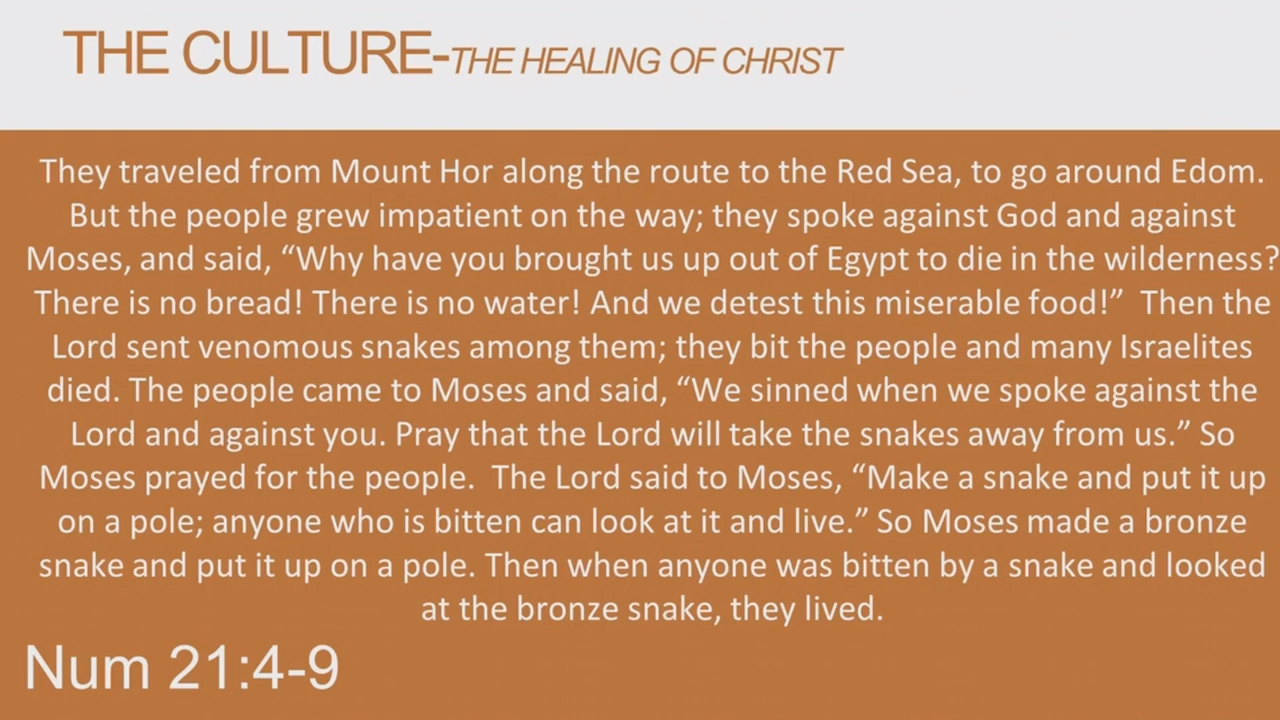 THE CULTURE-THE HEALING OF CHRIST
They traveled from Mount Hor along the route to the Red Sea, to go around Edom.
But the people grew impatient on the way; they spoke against God and against
Moses, and said, “Why have you brought us up out of Egypt to die in the wilderness?
There is no bread! There is no water! And we detest this miserable food!”  Then the
Lord sent venomous snakes among them; they bit the people and many Israelites
died. The people came to Moses and said, “We sinned when we spoke against the
Lord and against you. Pray that the Lord will take the snakes away from us.” So
Moses prayed for the people.  The Lord said to Moses, “Make a snake and put it up
on a pole; anyone who is bitten can look at it and live.” So Moses made a bronze
snake and put it up on a pole. Then when anyone was bitten by a snake and looked
at the bronze snake, they lived.
Num 21:4-9